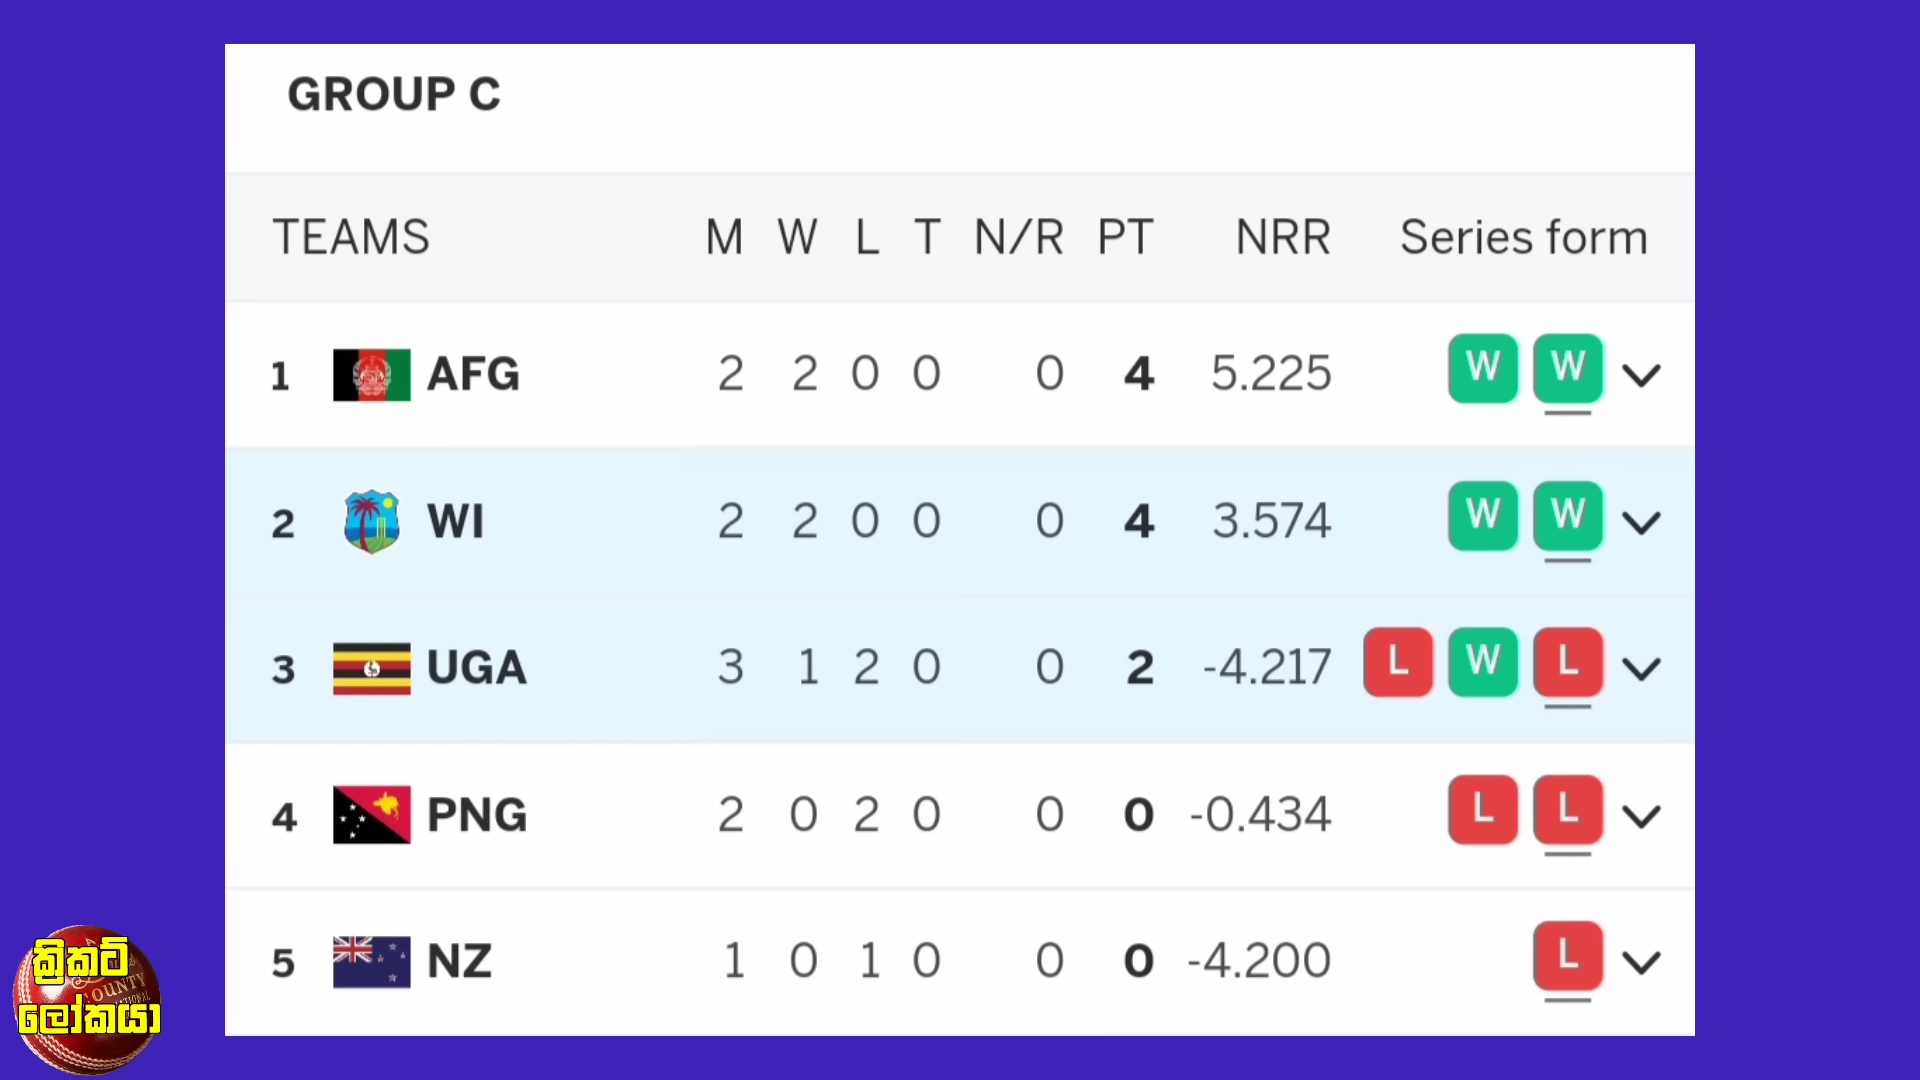 GROUP C
TEAMS M W L T N/R PT NRR Series form
1 AFG 2 2 0 0 0 4 5.225 W W
2 WI 2 2 0 0 0 4 3.574 W W
3 UGA 3 1 2 0 0 2 -4.217 L W L
4 PNG 2 0 2 0 0 0 -0.434 L L
5 NZ 1 0 1 0 0 0 -4.200 L
ක්‍රිකට්
COUNTY
ලෝකයා